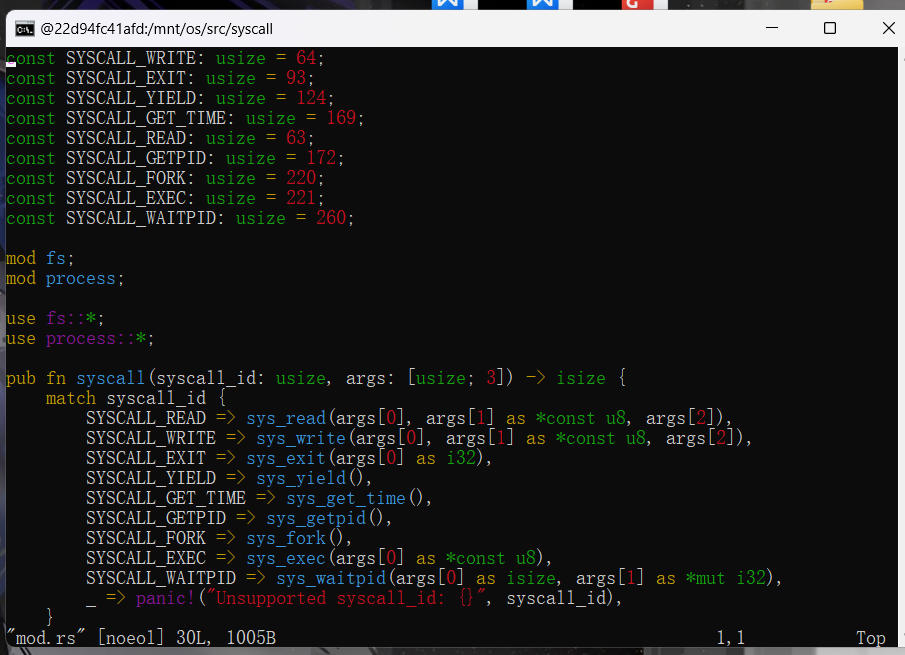 @22d94fc41afd:/mnt/os/src/syscall
const SYSCALL_WRITE: usize = 64;
const SYSCALL_EXIT: usize = 93;
const SYSCALL_YIELD: usize = 124;
const SYSCALL_GET_TIME: usize = 169;
const SYSCALL_READ: usize = 63;
const SYSCALL_GETPID: usize = 172;
const SYSCALL_FORK: usize = 220;
const SYSCALL_EXEC: usize = 221;
const SYSCALL_WAITPID: usize = 260;
mod fs;
mod process;
use fs::*;
use process::*;
pub fn syscall(syscall_id: usize, args: [usize; 3]) -> isize {
    match syscall_id {
        SYSCALL_READ => sys_read(args[0], args[1] as *const u8, args[2]),
        SYSCALL_WRITE => sys_write(args[0], args[1] as *const u8, args[2]),
        SYSCALL_EXIT => sys_exit(args[0] as i32),
        SYSCALL_YIELD => sys_yield(),
        SYSCALL_GET_TIME => sys_get_time(),
        SYSCALL_GETPID => sys_getpid(),
        SYSCALL_FORK => sys_fork(),
        SYSCALL_EXEC => sys_exec(args[0] as *const u8),
        SYSCALL_WAITPID => sys_waitpid(args[0] as isize, args[1] as *mut i32),
        _ => panic!("Unsupported syscall_id: {}", syscall_id),
    }
"mod.rs" [noeol] 30L, 1005B 1,1 Top